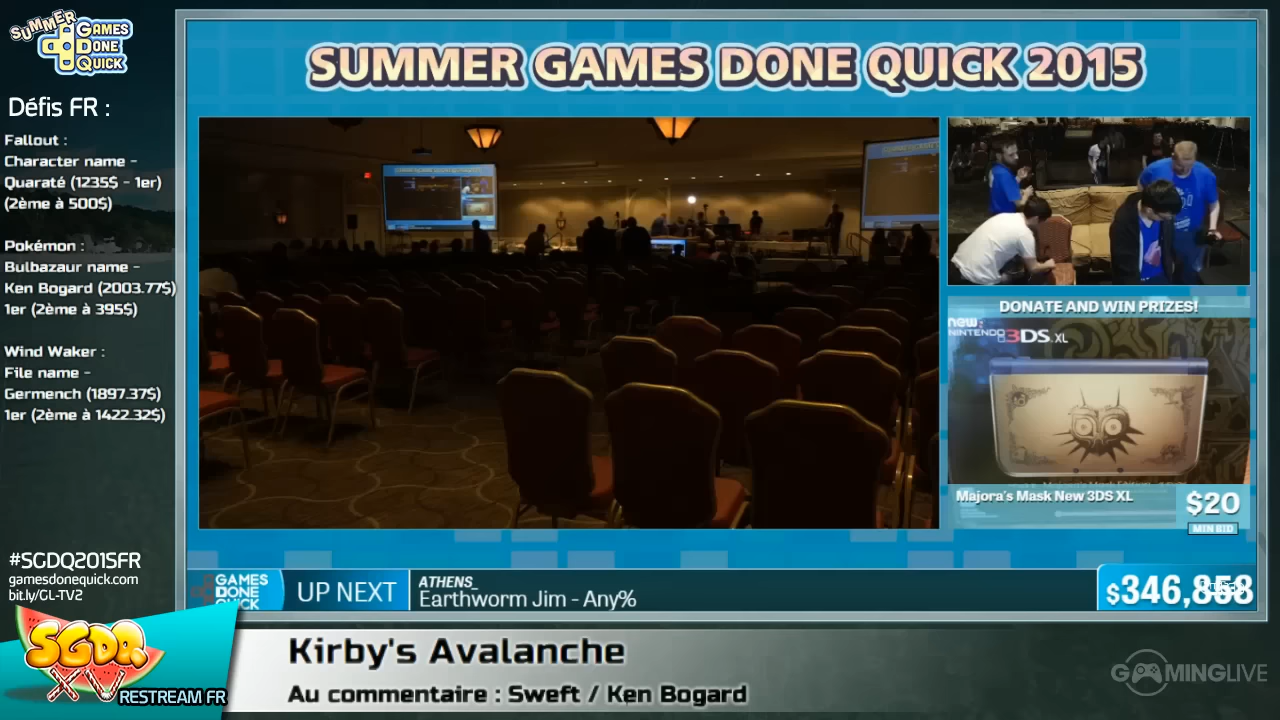 SUMMER
GAMES
DONE
QUICK
SUMMER GAMES DONE QUICK 2015
Défis FR :
Fallout :
Character name -
Quaraté (1235$ - 1er)
(2ème à 500$)
Pokémon :
Bulbazaur name -
Ken Bogard (2003.77$)
1er (2ème à 395$)
Wind Waker :
File name -
Germench (1897.37$)
1er (2ème à 1422.32$)
#SGDQ2015FR
gamesdonequick.com
bit.ly/GL-TV2
DONATE AND WIN PRIZES!
new
NINTENDO 3DS XL
Majora's Mask New 3DS XL
$20
MIN BID
GAMES
DONE
QUICK
UP NEXT
ATHENS_
Earthworm Jim - Any%
$346,858
SGDQ
XV
RESTREAM FR
Kirby's Avalanche
Au commentaire : Sweft / Ken Bogard
GAMINGLIVE